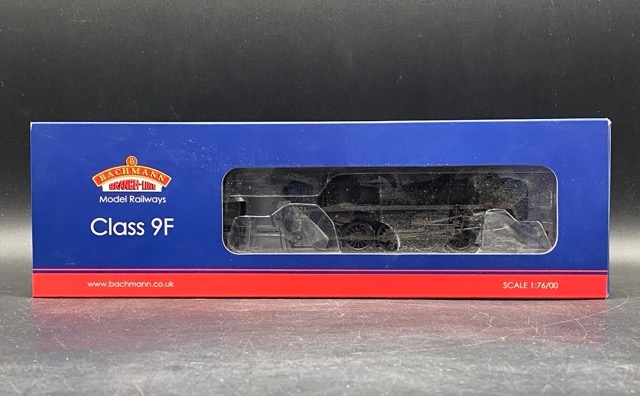 B
BACHMANN
BRANCH-LINE
Model Railways
Class 9F
www.bachmann.co.uk
SCALE 1:76/00